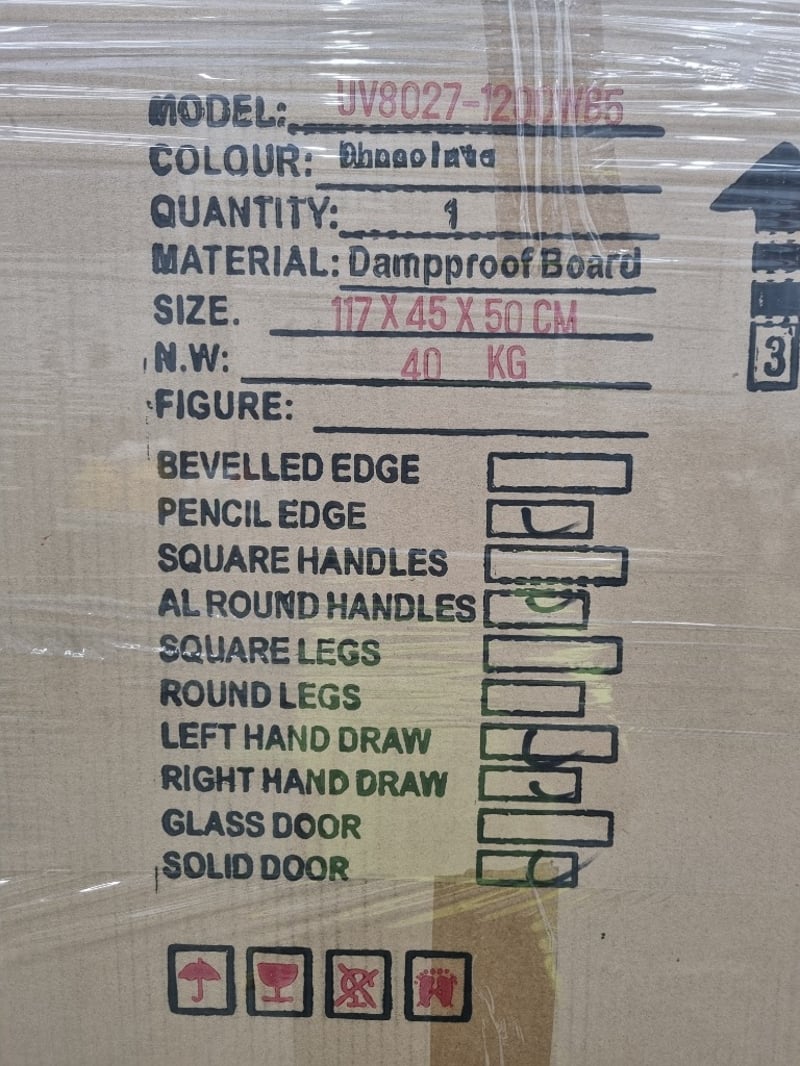 MODEL: UV8027-1200WB5
COLOUR:
QUANTITY: 1
MATERIAL: Dampproof Board
SIZE. 117 X 45 X 50 CM
N.W: 40 KG
FIGURE:
BEVELLED EDGE
PENCIL EDGE
SQUARE HANDLES
AL ROUND HANDLES
SQUARE LEGS
ROUND LEGS
LEFT HAND DRAW
RIGHT HAND DRAW
GLASS DOOR
SOLID DOOR
3